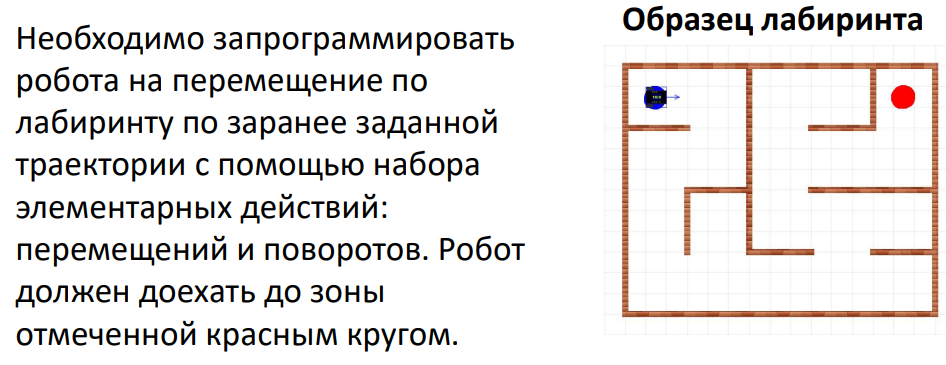 Образец лабиринта
Необходимо запрограммировать
робота на перемещение по
лабиринту по заранее заданной
траектории с помощью набора
элементарных действий:
перемещений и поворотов. Робот
должен доехать до зоны
отмеченной красным кругом.